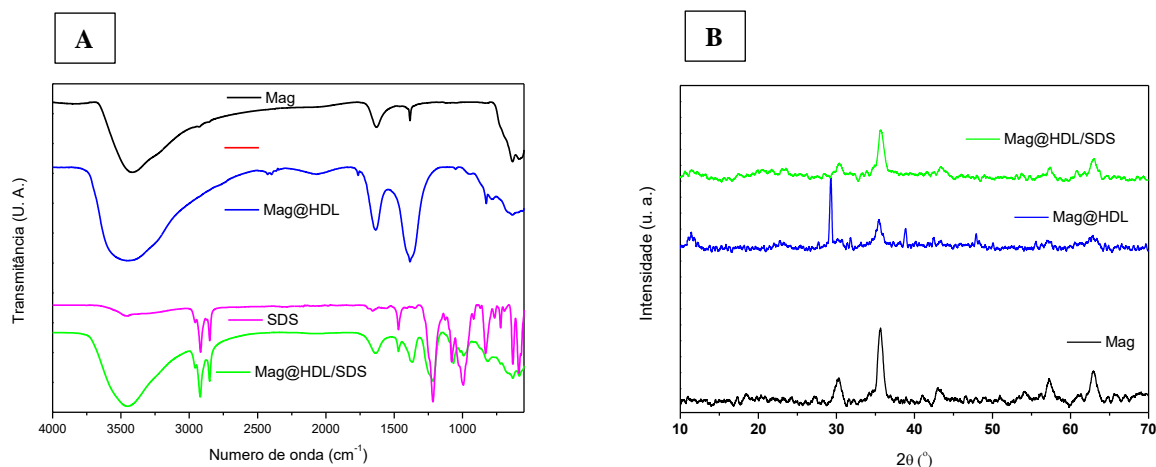 A
Transmitância (U. A.)
Mag
Mag@HDL
SDS
Mag@HDL/SDS
4000 3500 3000 2500 2000 1500 1000
Numero de onda (cm⁻¹)
B
Intensidade (u. a.)
Mag@HDL/SDS
Mag@HDL
Mag
10 20 30 40 50 60 70
2θ (°)